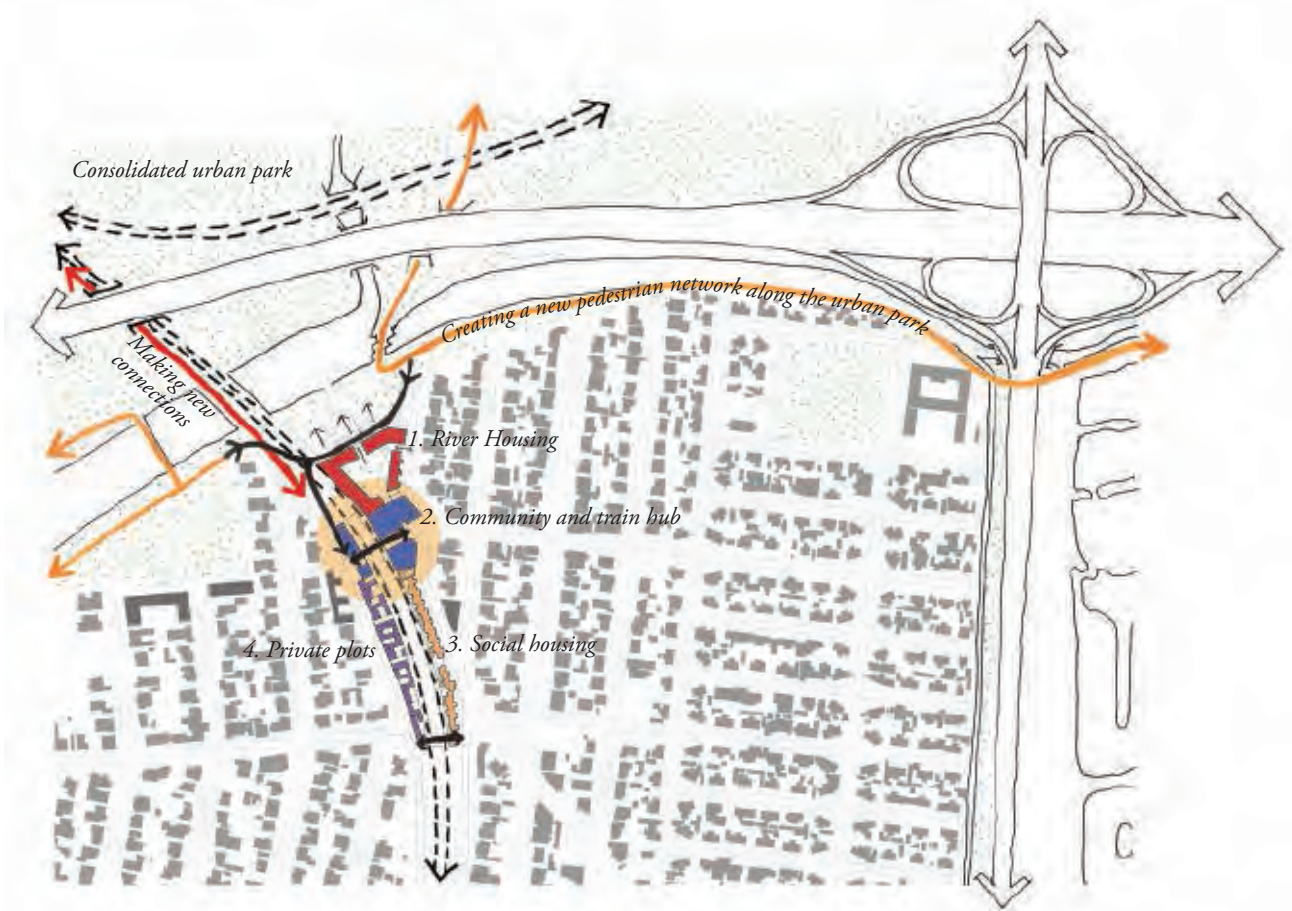 Consolidated urban park
Creating a new pedestrian network along the urban park
Making new
connections
1. River Housing
2. Community and train hub
3. Social housing
4. Private plots